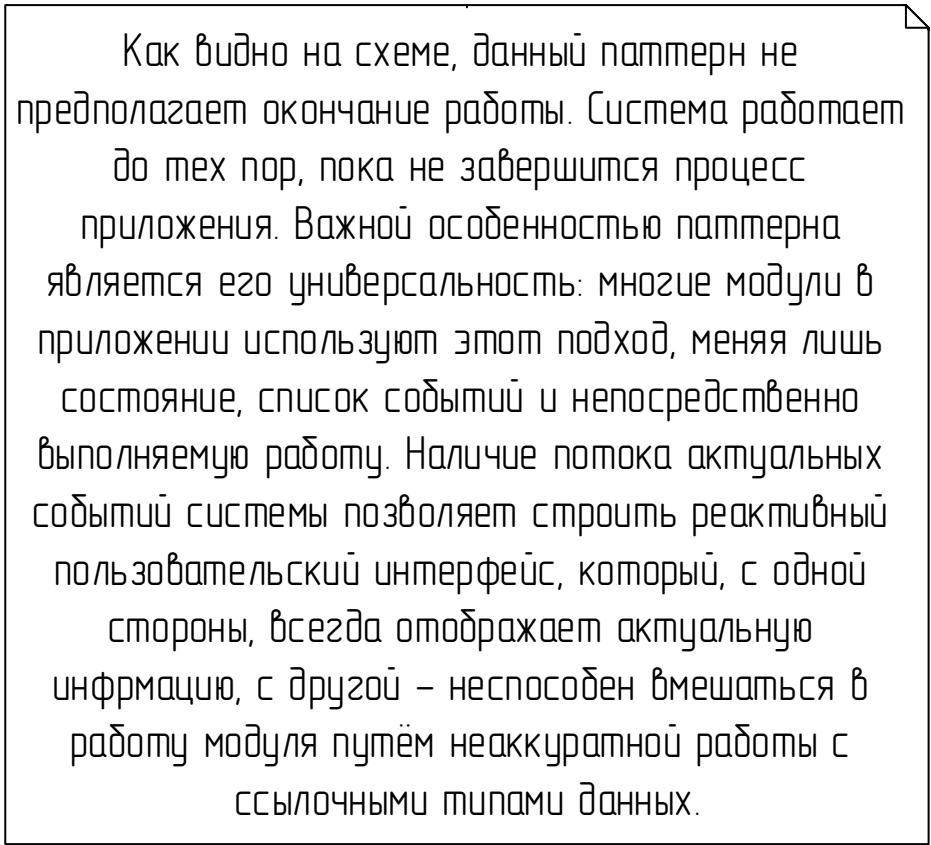 Как видно на схеме, данный паттерн не
предполагает окончание работы. Система работает
до тех пор, пока не завершится процесс
приложения. Важной особенностью паттерна
является его универсальность: многие модули в
приложении используют этот подход, меняя лишь
состояние, список событий и непосредственно
выполняемую работу. Наличие потока актуальных
событий системы позволяет строить реактивный
пользовательский интерфейс, который, с одной
стороны, всегда отображает актуальную
инфрмацию, с другой – неспособен вмешаться в
работу модуля путём неаккуратной работы с
ссылочными типами данных.